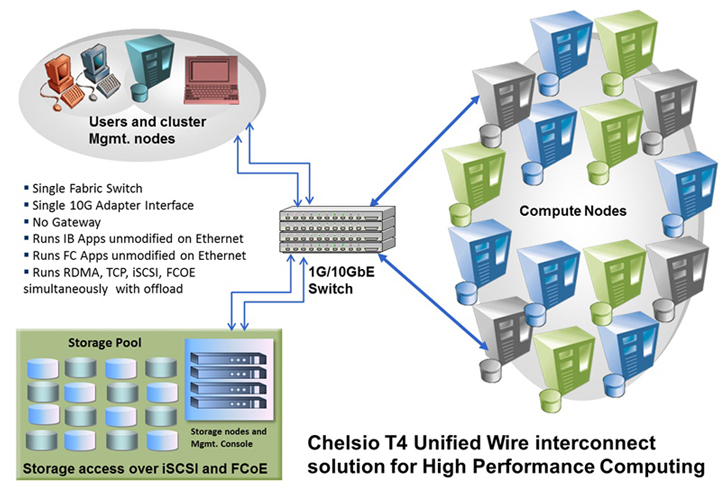 Users and cluster
Mgmt. nodes
▪ Single Fabric Switch
▪ Single 10G Adapter Interface
▪ No Gateway
▪ Runs IB Apps unmodified on Ethernet
▪ Runs FC Apps unmodified on Ethernet
▪ Runs RDMA, TCP, iSCSI, FCOE
simultaneously with offload
1G/10GbE
Switch
Compute Nodes
Storage Pool
Storage nodes and
Mgmt. Console
Storage access over iSCSI and FCoE
Chelsio T4 Unified Wire interconnect
solution for High Performance Computing